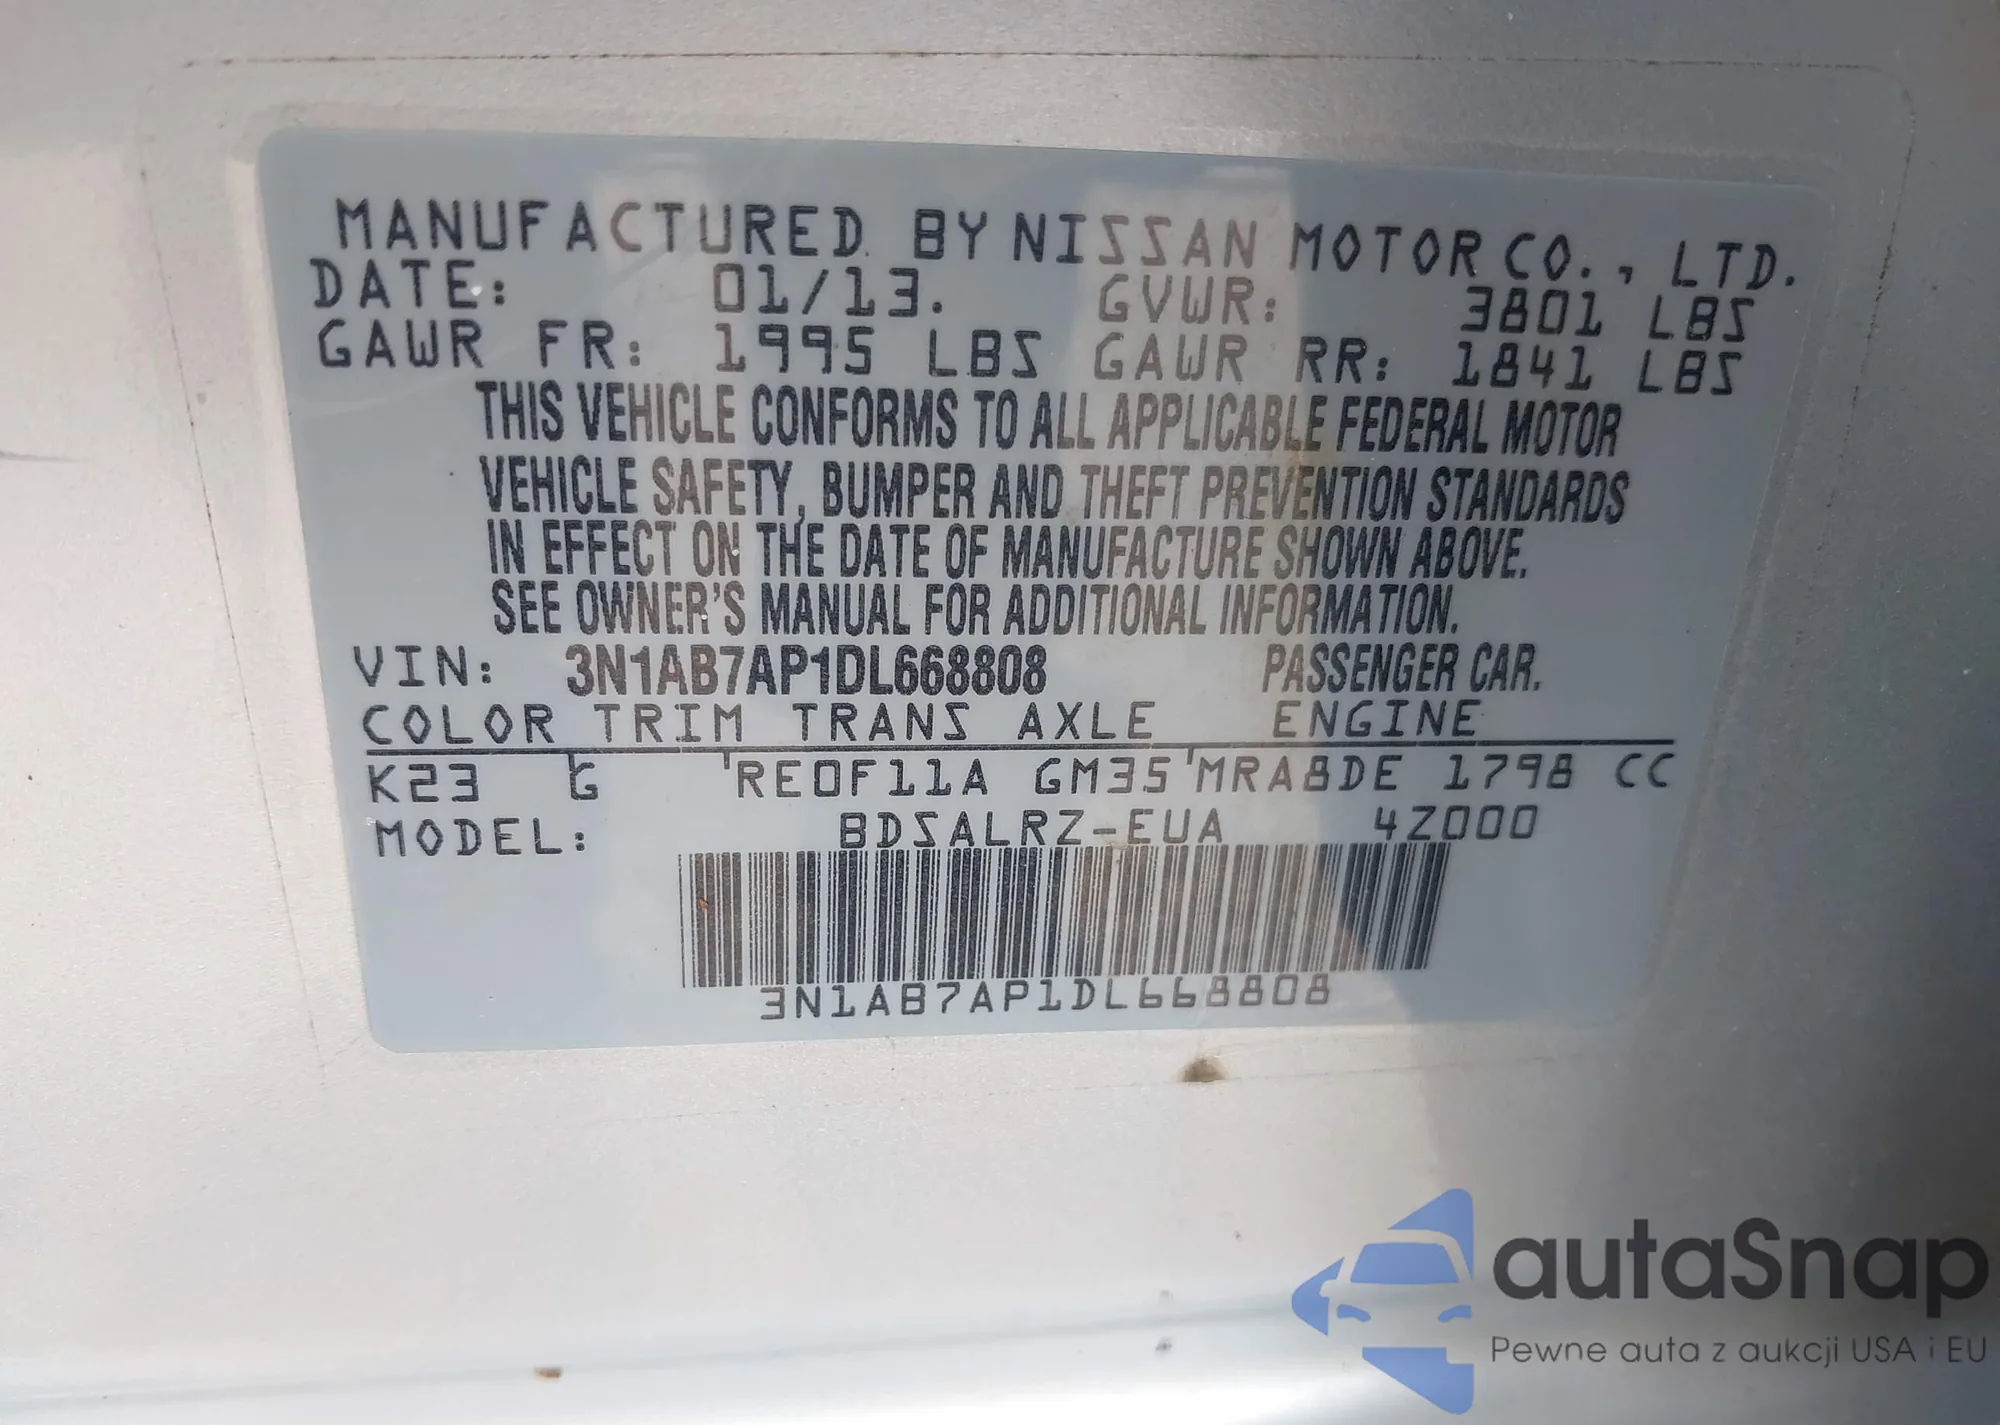 MANUFACTURED BY NISSAN MOTOR CO., LTD.
DATE: 01/13. GVWR: 3801 LBS
GAWR FR: 1995 LBS GAWR RR: 1841 LBS
THIS VEHICLE CONFORMS TO ALL APPLICABLE FEDERAL MOTOR
VEHICLE SAFETY, BUMPER AND THEFT PREVENTION STANDARDS
IN EFFECT ON THE DATE OF MANUFACTURE SHOWN ABOVE.
SEE OWNER'S MANUAL FOR ADDITIONAL INFORMATION.
VIN: 3N1AB7AP1DL668808 PASSENGER CAR.
COLOR TRIM TRANS AXLE ENGINE
K23 G RE0F11A GM35 MRA8DE 1798 CC
MODEL: BDSALRZ-EUA 4Z000
3N1AB7AP1DL668808
autaSnap
Pewne auta z aukcji USA i EU